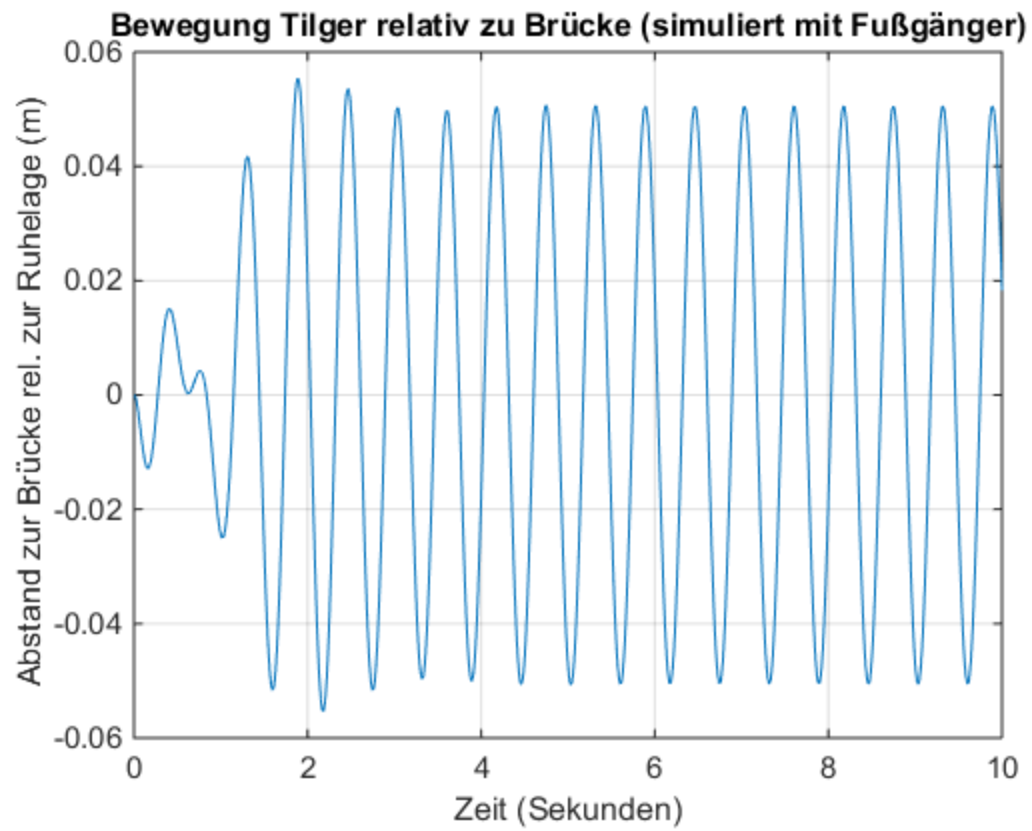 Bewegung Tilger relativ zu Brücke (simuliert mit Fußgänger)
Abstand zur Brücke rel. zur Ruhelage (m)
0.06
0.04
0.02
0
-0.02
-0.04
-0.06
0 2 4 6 8 10
Zeit (Sekunden)